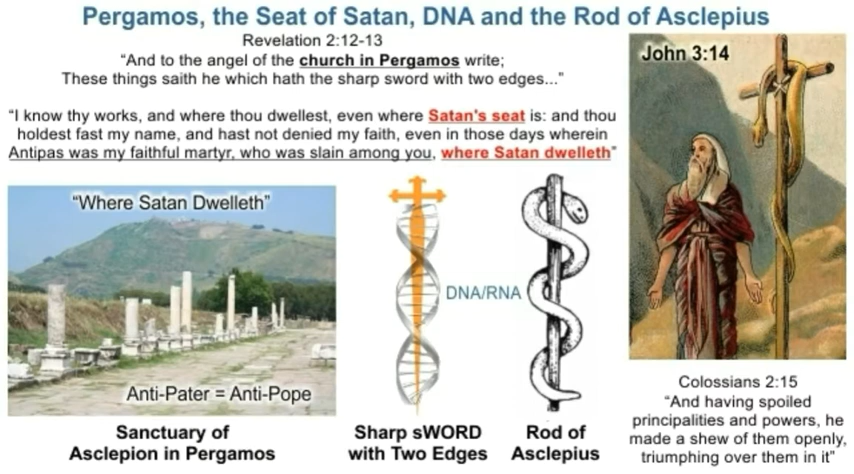 Pergamos, the Seat of Satan, DNA and the Rod of Asclepius
Revelation 2:12-13
“And to the angel of the church in Pergamos write;
These things saith he which hath the sharp sword with two edges...”
“I know thy works, and where thou dwellest, even where Satan's seat is: and thou
holdest fast my name, and hast not denied my faith, even in those days wherein
Antipas was my faithful martyr, who was slain among you, where Satan dwelleth”
“Where Satan Dwelleth”
Anti-Pater = Anti-Pope
Sanctuary of
Asclepion in Pergamos
DNA/RNA
Sharp sWORD
with Two Edges
Rod of
Asclepius
John 3:14
Colossians 2:15
“And having spoiled
principalities and powers, he
made a shew of them openly,
triumphing over them in it”